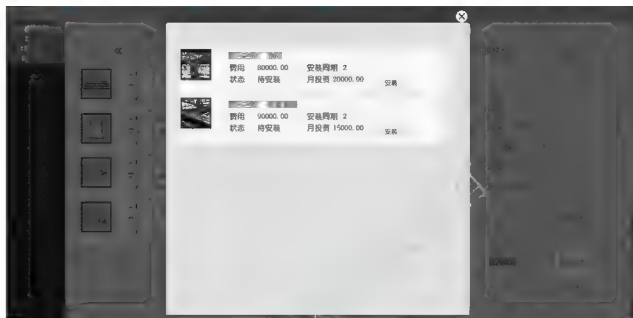 费用 80000.00 安装周期 2
状态 待安装 月投资 20000.00 安装
费用 90000.00 安装周期 2
状态 待安装 月投资 15000.00 安装